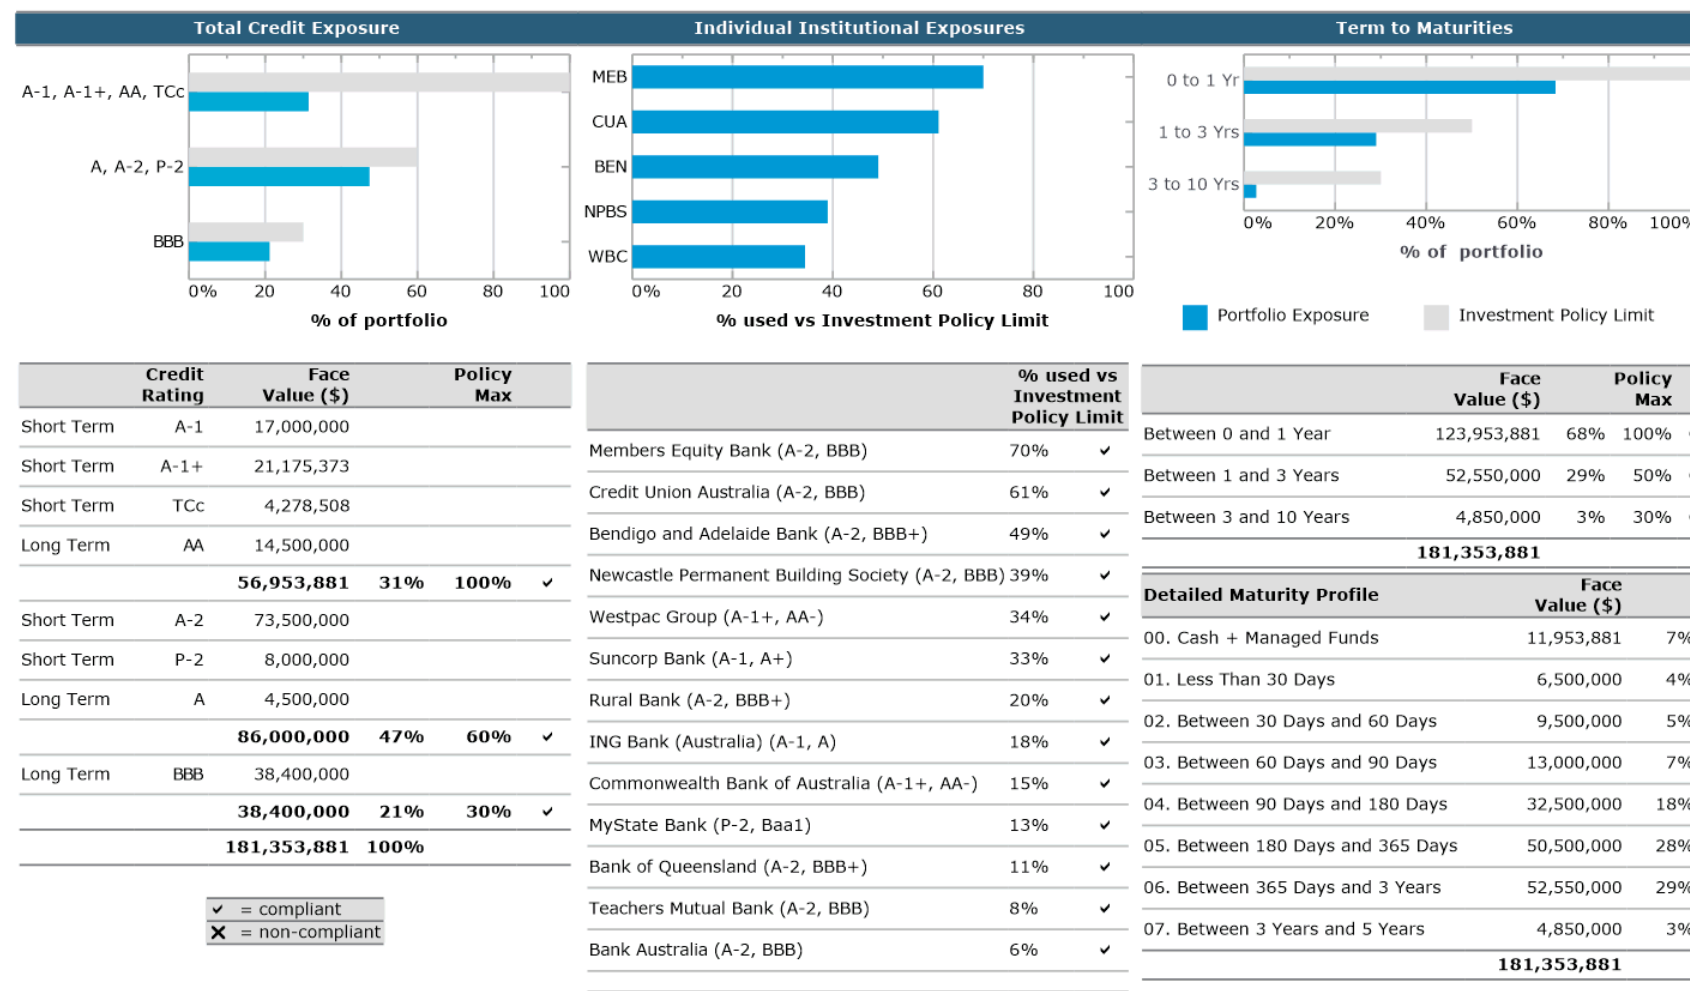 Total Credit Exposure
A-1, A-1+, AA, TCc
A, A-2, P-2
BBB
0% 20 40 60 80 100
% of portfolio
Individual Institutional Exposures
MEB
CUA
BEN
NPBS
WBC
0% 20 40 60 80 100
% used vs Investment Policy Limit
Term to Maturities
0 to 1 Yr
1 to 3 Yrs
3 to 10 Yrs
0% 20% 40% 60% 80% 100%
% of portfolio
Portfolio Exposure Investment Policy Limit
Credit Rating Face Value ($) Policy Max
Short Term A-1 17,000,000
Short Term A-1+ 21,175,373
Short Term TCc 4,278,508
Long Term AA 14,500,000
56,953,881 31% 100% ✓
Short Term A-2 73,500,000
Short Term P-2 8,000,000
Long Term A 4,500,000
86,000,000 47% 60% ✓
Long Term BBB 38,400,000
38,400,000 21% 30% ✓
181,353,881 100%
✓ = compliant
✗ = non-compliant
% used vs
Investment
Policy Limit
Members Equity Bank (A-2, BBB) 70% ✓
Credit Union Australia (A-2, BBB) 61% ✓
Bendigo and Adelaide Bank (A-2, BBB+) 49% ✓
Newcastle Permanent Building Society (A-2, BBB) 39% ✓
Westpac Group (A-1+, AA-) 34% ✓
Suncorp Bank (A-1, A+) 33% ✓
Rural Bank (A-2, BBB+) 20% ✓
ING Bank (Australia) (A-1, A) 18% ✓
Commonwealth Bank of Australia (A-1+, AA-) 15% ✓
MyState Bank (P-2, Baa1) 13% ✓
Bank of Queensland (A-2, BBB+) 11% ✓
Teachers Mutual Bank (A-2, BBB) 8% ✓
Bank Australia (A-2, BBB) 6% ✓
Face Value ($) Policy Max
Between 0 and 1 Year 123,953,881 68% 100%
Between 1 and 3 Years 52,550,000 29% 50%
Between 3 and 10 Years 4,850,000 3% 30%
181,353,881
Detailed Maturity Profile Face Value ($)
00. Cash + Managed Funds 11,953,881 7%
01. Less Than 30 Days 6,500,000 4%
02. Between 30 Days and 60 Days 9,500,000 5%
03. Between 60 Days and 90 Days 13,000,000 7%
04. Between 90 Days and 180 Days 32,500,000 18%
05. Between 180 Days and 365 Days 50,500,000 28%
06. Between 365 Days and 3 Years 52,550,000 29%
07. Between 3 Years and 5 Years 4,850,000 3%
181,353,881